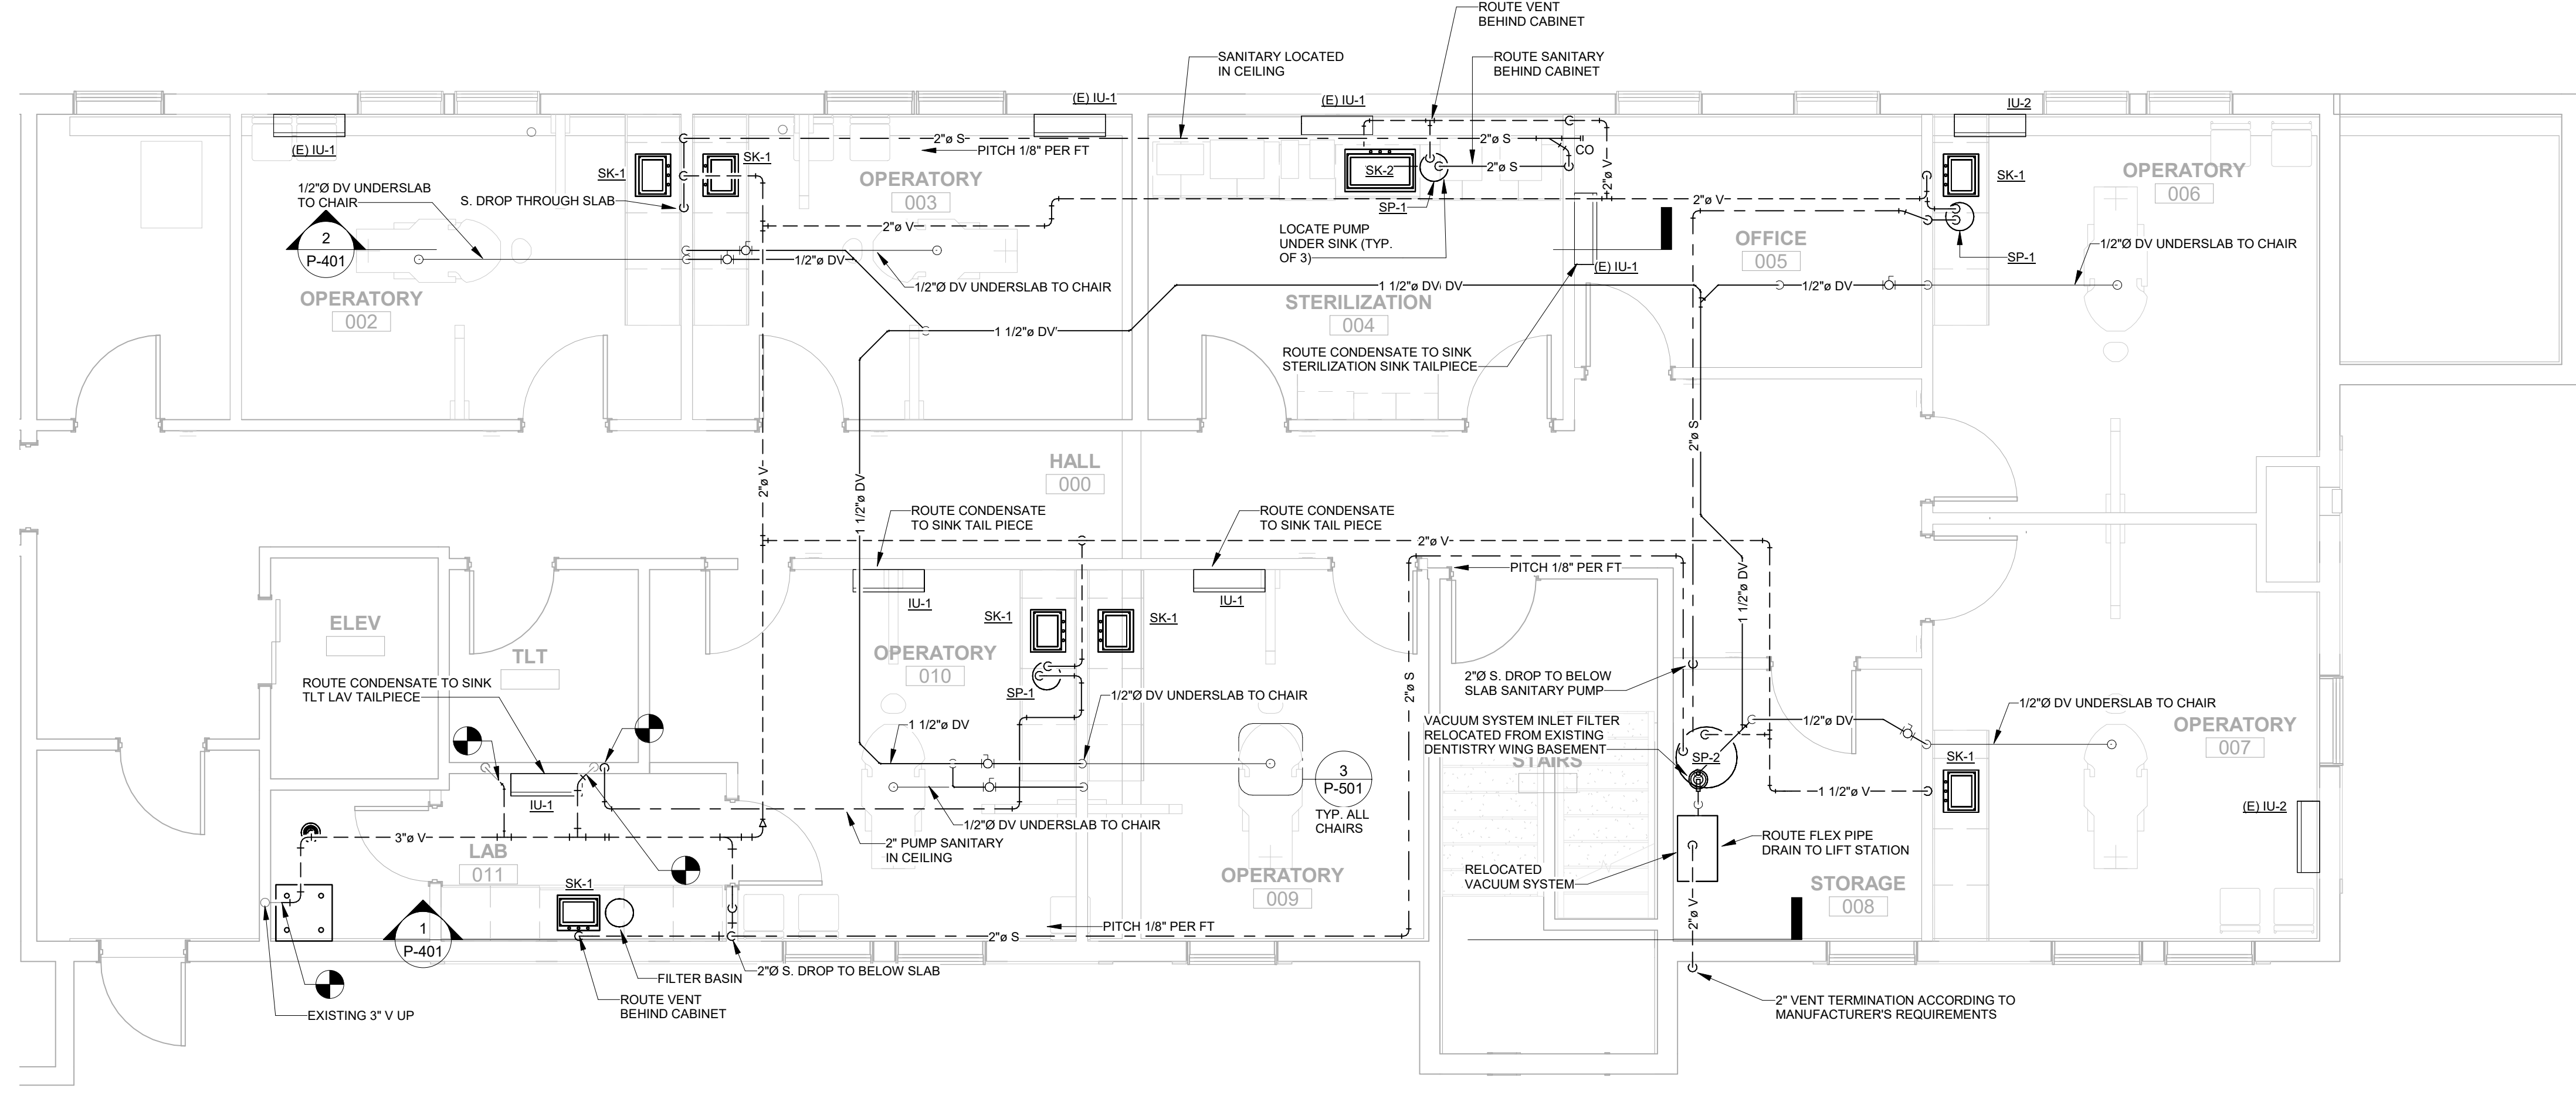 ROUTE VENT
BEHIND CABINET
SANITARY LOCATED
IN CEILING
ROUTE SANITARY
BEHIND CABINET
(E) IU-1
(E) IU-1
IU-2
(E) IU-1
2"ø S
PITCH 1/8" PER FT
2"ø S
CO
2"ø S
2"ø V
SK-1
SK-1
SK-2
SK-1
SP-1
OPERATORY
003
OPERATORY
006
1/2"Ø DV UNDERSLAB
TO CHAIR
S. DROP THROUGH SLAB
2
P-401
2"ø V
2"ø V
LOCATE PUMP
UNDER SINK (TYP.
OF 3)
OFFICE
005
1/2"Ø DV UNDERSLAB TO CHAIR
SP-1
(E) IU-1
1/2"ø DV
1/2"Ø DV UNDERSLAB TO CHAIR
OPERATORY
002
1 1/2"ø DV
DV
1/2"ø DV
STERILIZATION
004
1 1/2"ø DV
ROUTE CONDENSATE TO SINK
STERILIZATION SINK TAILPIECE
2"ø S
HALL
000
2"ø V
1 1/2"ø DV
ROUTE CONDENSATE
TO SINK TAIL PIECE
ROUTE CONDENSATE
TO SINK TAIL PIECE
2"ø V
PITCH 1/8" PER FT
1 1/2"ø DV
IU-1
IU-1
SK-1
SK-1
ELEV
TLT
OPERATORY
010
2"ø S
ROUTE CONDENSATE TO SINK
TLT LAV TAILPIECE
SP-1
1/2"Ø DV UNDERSLAB TO CHAIR
2"Ø S. DROP TO BELOW
SLAB SANITARY PUMP
1 1/2"ø DV
VACUUM SYSTEM INLET FILTER
RELOCATED FROM EXISTING
DENTISTRY WING BASEMENT
STAIRS
1/2"ø DV
1/2"Ø DV UNDERSLAB TO CHAIR
OPERATORY
007
SP-2
SK-1
3
P-501
TYP. ALL
CHAIRS
1 1/2"ø V
IU-1
(E) IU-2
1/2"Ø DV UNDERSLAB TO CHAIR
2" PUMP SANITARY
IN CEILING
3"ø V
LAB
011
ROUTE FLEX PIPE
DRAIN TO LIFT STATION
RELOCATED
VACUUM SYSTEM
OPERATORY
009
STORAGE
008
SK-1
2"ø V
1
P-401
PITCH 1/8" PER FT
2"ø S
2"Ø S. DROP TO BELOW SLAB
FILTER BASIN
ROUTE VENT
BEHIND CABINET
EXISTING 3" V UP
2" VENT TERMINATION ACCORDING TO
MANUFACTURER'S REQUIREMENTS